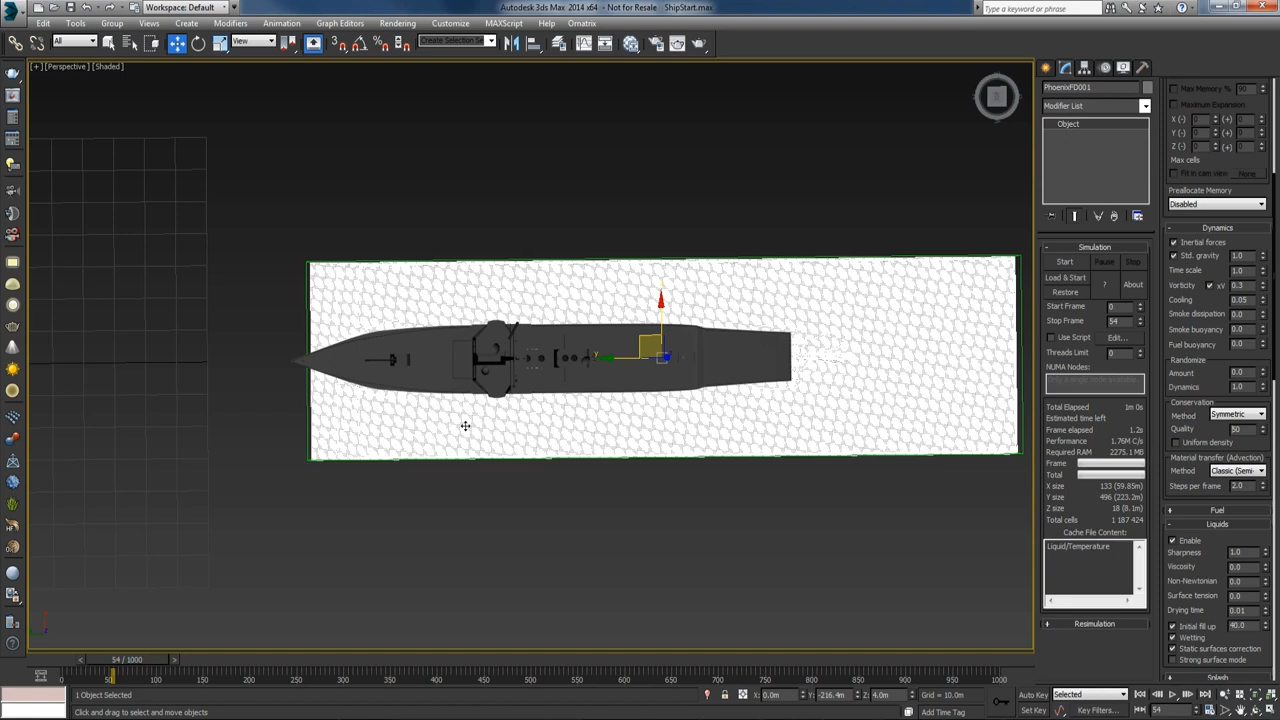 Workspace: Default
Autodesk 3ds Max 2014 x64 - Not for Resale ShipStart.max
Type a keyword or phrase
Edit Tools Group Views Create Modifiers Animation Graph Editors Rendering Customize MAXScript Help Ornatrix
All
View
Create Selection Se
[+] [Perspective] [Shaded]
PhoenixFD001
Modifier List
Object
Simulation
Start Pause Stop
Load & Start ? About
Restore
Start Frame 0
Stop Frame 54
Use Script Edit...
Threads Limit 0
NUMA Nodes:
Total Elapsed 1m 0s
Estimated time left
Frame elapsed 1.2s
Performance 1.76M C/s
Required RAM 2275.1 MB
Frame
Total
X size 133 (59.85m)
Y size 496 (223.2m)
Z size 18 (8.1m)
Total cells 1 187 424
Cache File Content:
Liquid/Temperature
Resimulation
Max Memory % 90
Maximum Expansion
X (-) 0 (+) 0
Y (-) 0 (+) 0
Z (-) 0 (+) 0
Max cells
Fit in cam view None
Preallocate Memory
Disabled
Dynamics
Inertial forces
Std. gravity 1.0
Time scale 1.0
Vorticity xV 0.3
Cooling 0.05
Smoke dissipation 0.0
Smoke buoyancy 0.0
Fuel buoyancy 0.0
Randomize
Amount 0.0
Dynamics 1.0
Conservation
Method Symmetric
Quality 50
Uniform density
Material transfer (Advection)
Method Classic (Semi-
Steps per frame 2.0
Fuel
Liquids
Enable
Sharpness 1.0
Viscosity 0.0
Non-Newtonian 0.0
Surface tension 0.0
Drying time 0.01
Initial fill up 40.0
Wetting
Static surfaces correction
Strong surface mode
Splash
54 / 1000
0 50 100 150 200 250 300 350 400 450 500 550 600 650 700 750 800 850 900 950 1000
1 Object Selected
X: 0.0m Y: -216.4m Z: 4.0m Grid = 10.0m
Auto Key Selected
Click and drag to select and move objects
Add Time Tag
Set Key Key Filters... 54